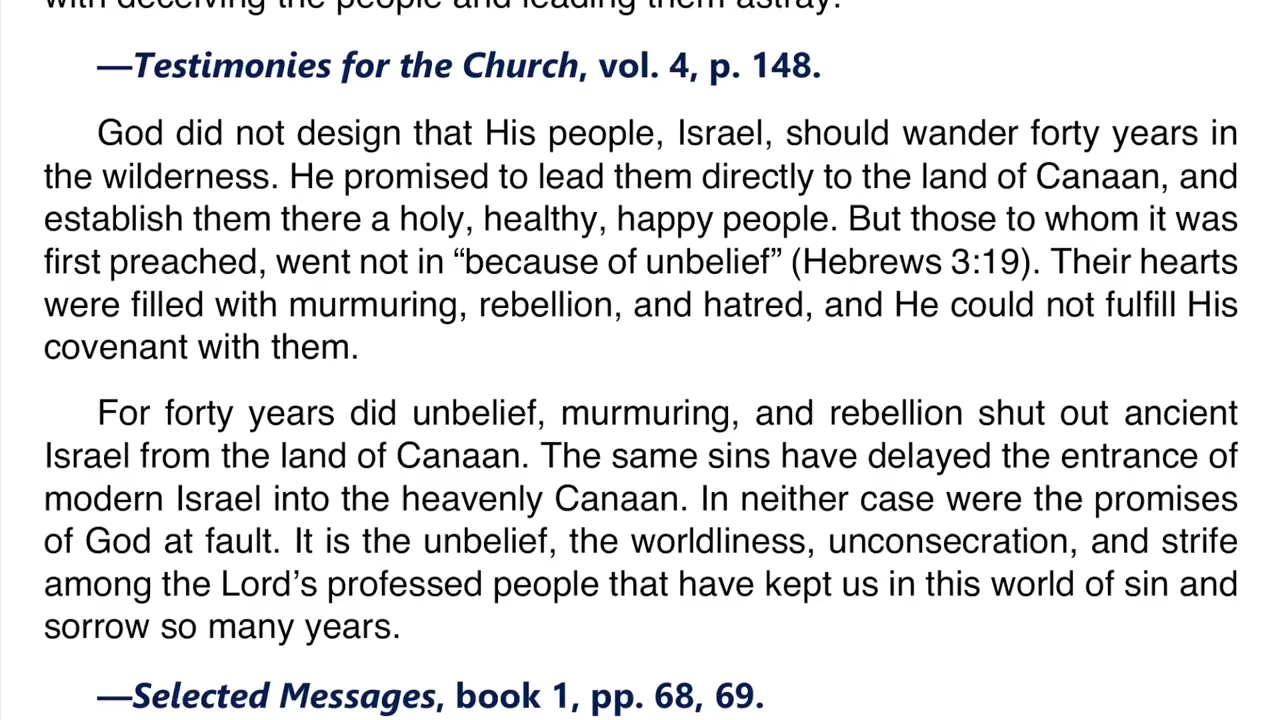 with deceiving the people and leading them astray.
—Testimonies for the Church, vol. 4, p. 148.
God did not design that His people, Israel, should wander forty years in
the wilderness. He promised to lead them directly to the land of Canaan, and
establish them there a holy, healthy, happy people. But those to whom it was
first preached, went not in “because of unbelief” (Hebrews 3:19). Their hearts
were filled with murmuring, rebellion, and hatred, and He could not fulfill His
covenant with them.
For forty years did unbelief, murmuring, and rebellion shut out ancient
Israel from the land of Canaan. The same sins have delayed the entrance of
modern Israel into the heavenly Canaan. In neither case were the promises
of God at fault. It is the unbelief, the worldliness, unconsecration, and strife
among the Lord’s professed people that have kept us in this world of sin and
sorrow so many years.
—Selected Messages, book 1, pp. 68, 69.